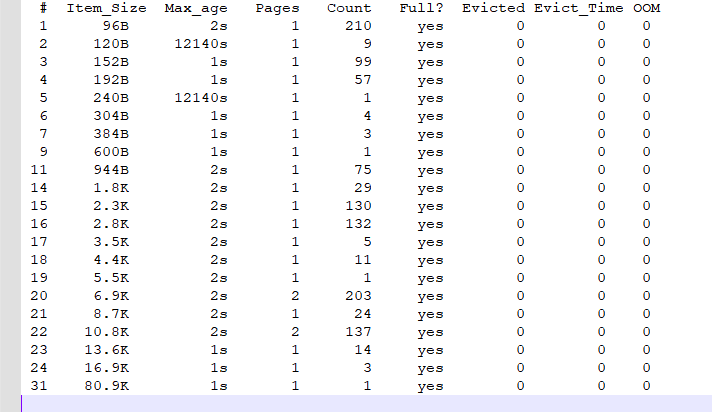 # Item_Size Max_age Pages Count Full? Evicted Evict_Time OOM
1 96B 2s 1 210 yes 0 0 0
2 120B 12140s 1 9 yes 0 0 0
3 152B 1s 1 99 yes 0 0 0
4 192B 1s 1 57 yes 0 0 0
5 240B 12140s 1 1 yes 0 0 0
6 304B 1s 1 4 yes 0 0 0
7 384B 1s 1 3 yes 0 0 0
9 600B 1s 1 1 yes 0 0 0
11 944B 2s 1 75 yes 0 0 0
14 1.8K 2s 1 29 yes 0 0 0
15 2.3K 2s 1 130 yes 0 0 0
16 2.8K 2s 1 132 yes 0 0 0
17 3.5K 2s 1 5 yes 0 0 0
18 4.4K 2s 1 11 yes 0 0 0
19 5.5K 2s 1 1 yes 0 0 0
20 6.9K 2s 2 203 yes 0 0 0
21 8.7K 2s 1 24 yes 0 0 0
22 10.8K 2s 2 137 yes 0 0 0
23 13.6K 1s 1 14 yes 0 0 0
24 16.9K 1s 1 3 yes 0 0 0
31 80.9K 1s 1 1 yes 0 0 0